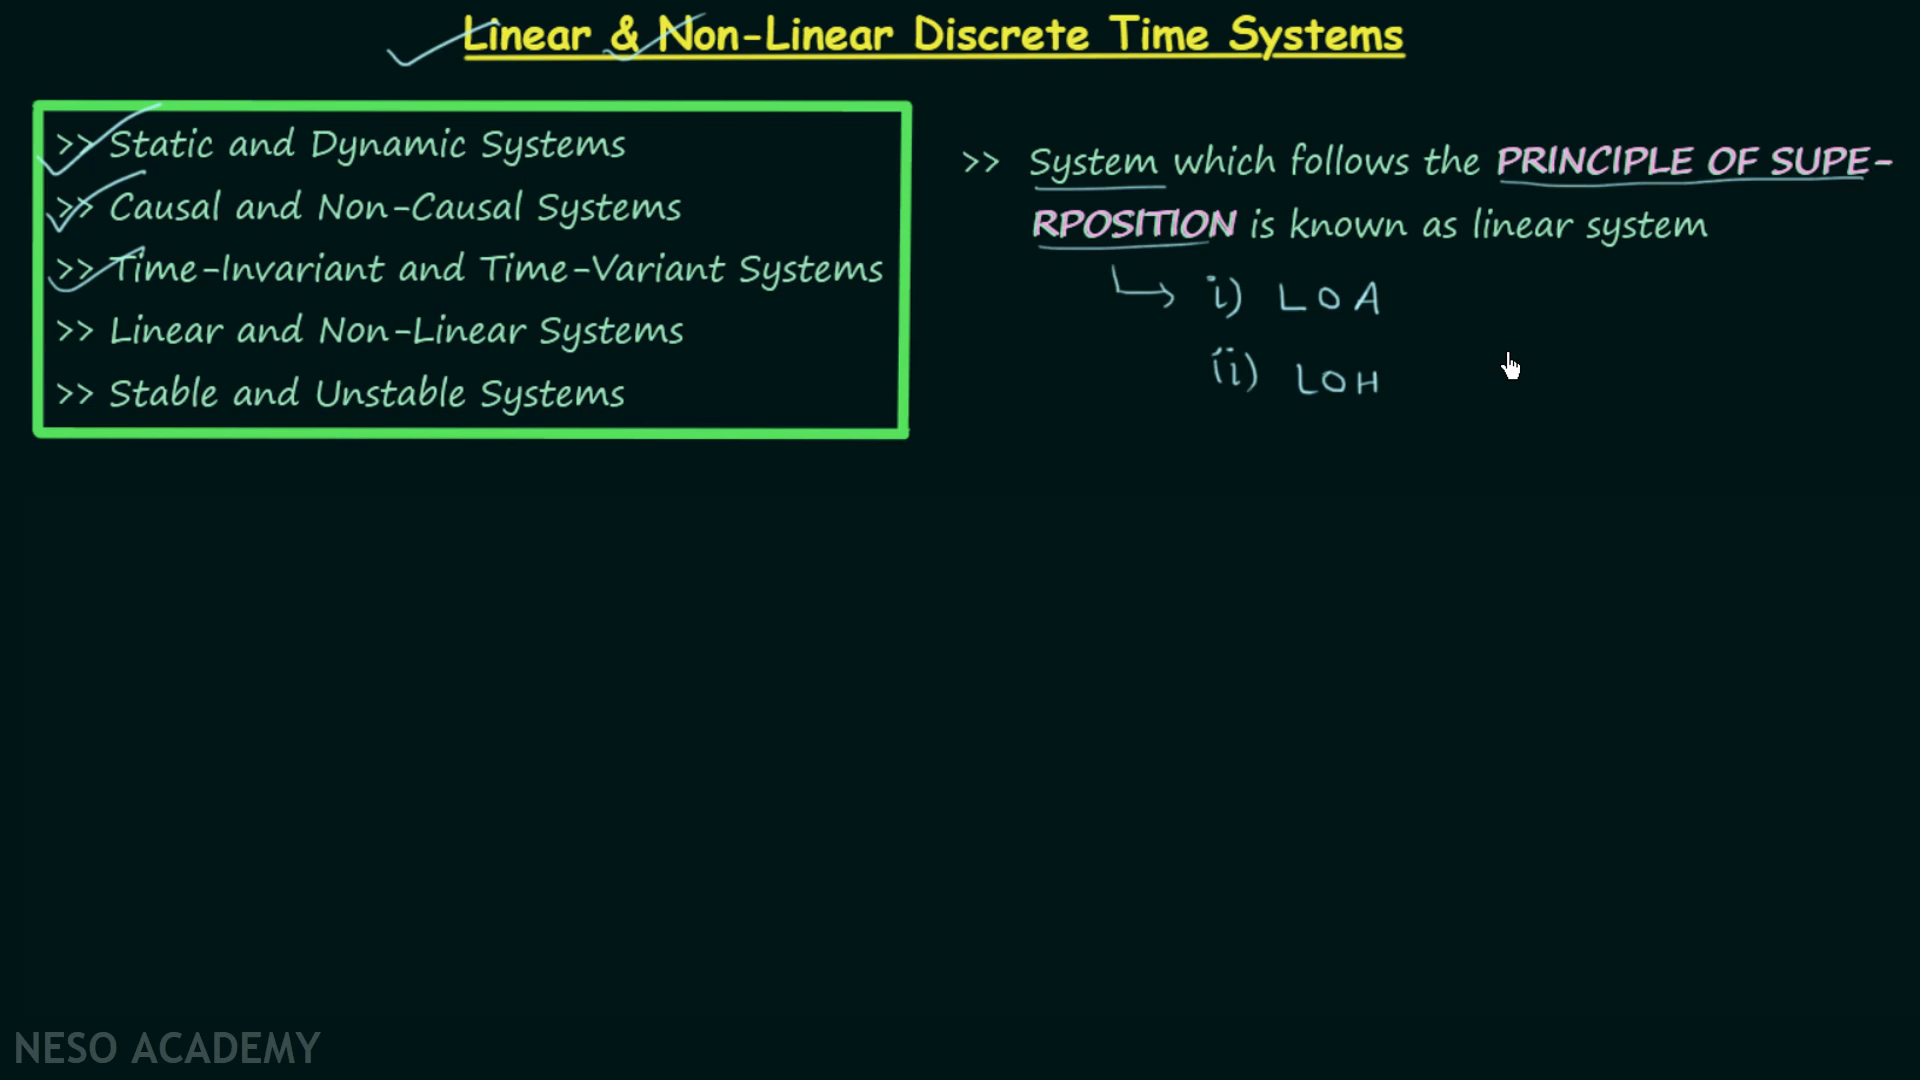 Linear & Non-Linear Discrete Time Systems
>> Static and Dynamic Systems
>> Causal and Non-Causal Systems
>> Time-Invariant and Time-Variant Systems
>> Linear and Non-Linear Systems
>> Stable and Unstable Systems
>> System which follows the PRINCIPLE OF SUPE-
RPOSITION is known as linear system
i) LOA
ii) LOH
NESO ACADEMY